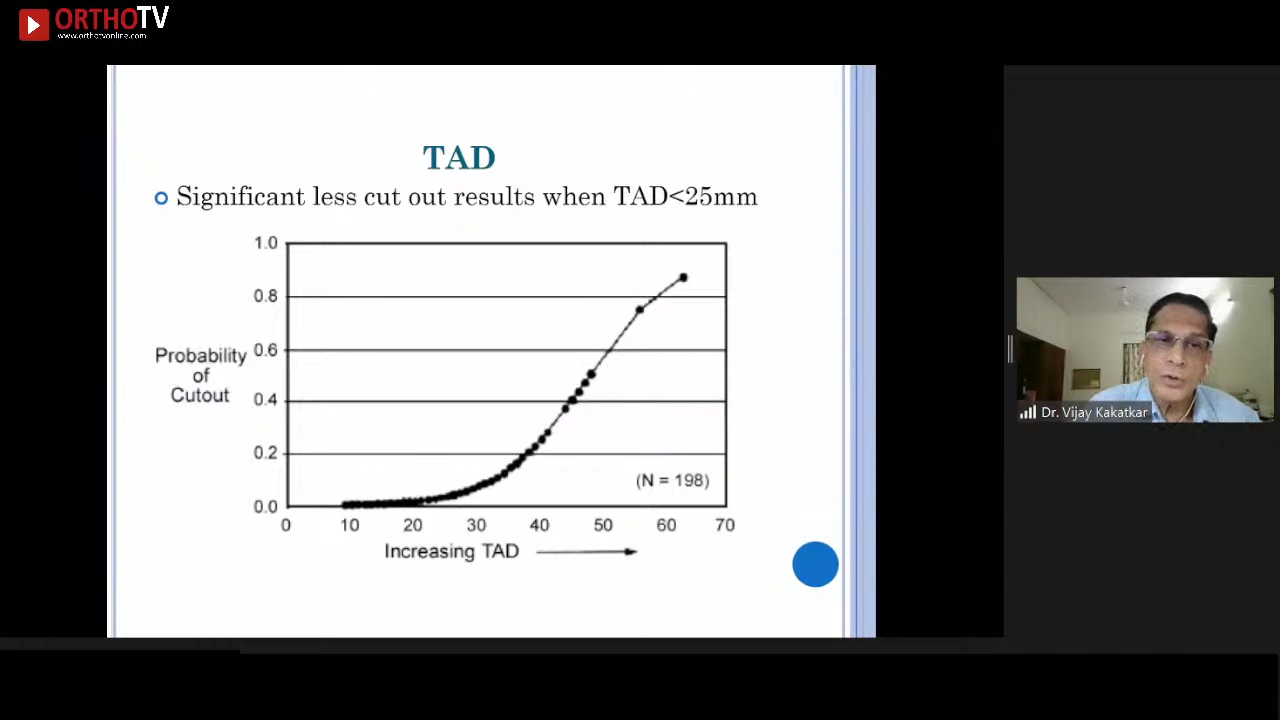 ORTHOTV
www.orthotvonline.com
TAD
Significant less cut out results when TAD<25mm
1.0
0.8
0.6
0.4
0.2
0.0
Probability
of
Cutout
(N = 198)
0 10 20 30 40 50 60 70
Increasing TAD
Dr. Vijay Kakatkar